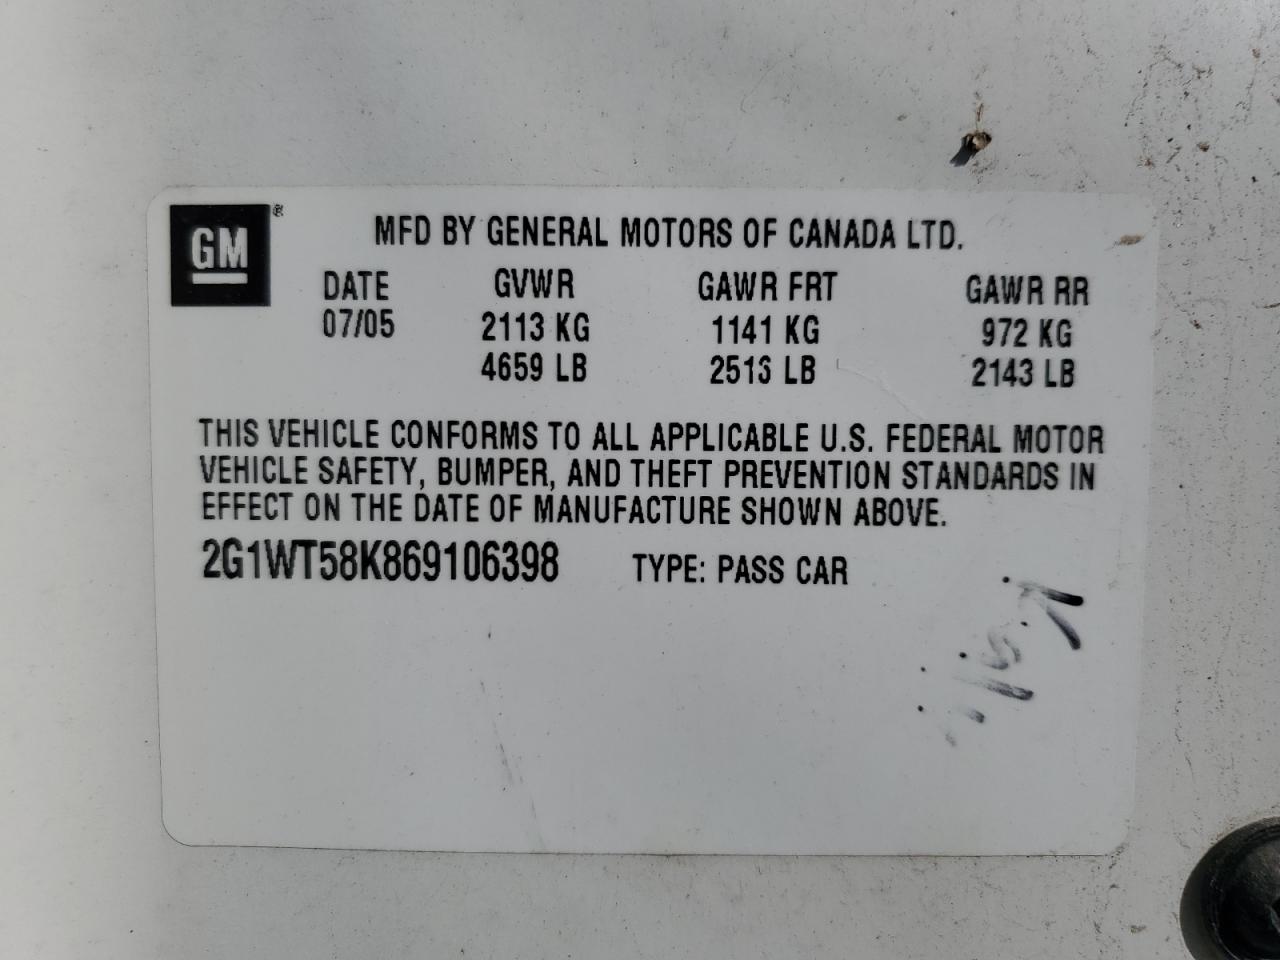 GM®
MFD BY GENERAL MOTORS OF CANADA LTD.
DATE GVWR GAWR FRT GAWR RR
07/05 2113 KG 1141 KG 972 KG
4659 LB 2516 LB 2143 LB
THIS VEHICLE CONFORMS TO ALL APPLICABLE U.S. FEDERAL MOTOR
VEHICLE SAFETY, BUMPER, AND THEFT PREVENTION STANDARDS IN
EFFECT ON THE DATE OF MANUFACTURE SHOWN ABOVE.
2G1WT58K869106398 TYPE: PASS CAR